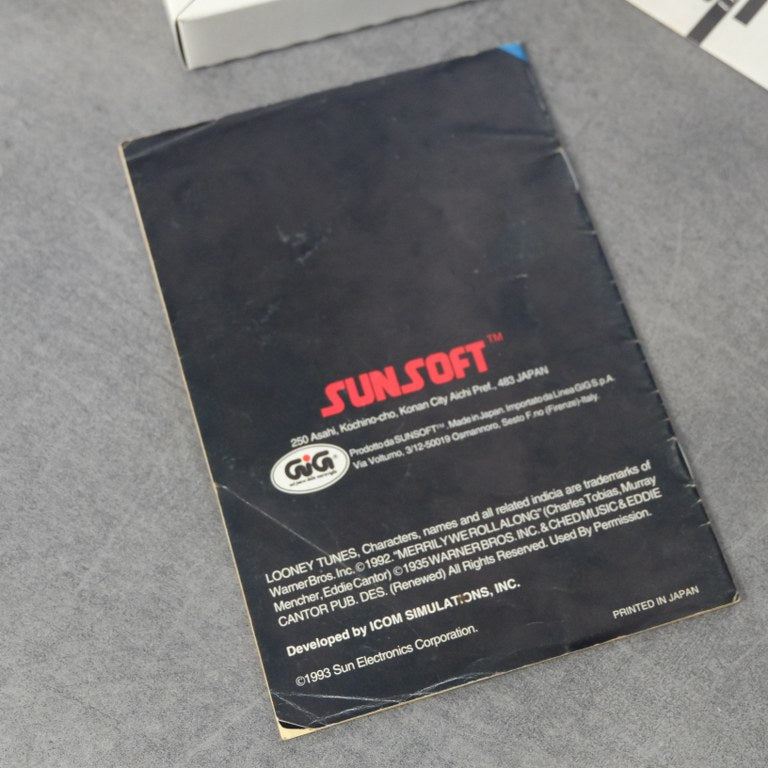 SUNSOFT™
250 Asahi, Kochino-cho, Konan City Aichi Pref., 483 JAPAN
GiG
Prodotto da SUNSOFT™. Made in Japan. Importato da Linea GiG S.p.A.
Via Volturno, 3/12-50019 Osmannoro, Sesto F.no (Firenze)-Italy.
LOONEY TUNES, Characters, names and all related indicia are trademarks of
Warner Bros. Inc. ©1992. "MERRILY WE ROLL ALONG" (Charles Tobias, Murray
Mencher, Eddie Cantor) ©1935 WARNER BROS. INC. & CHED MUSIC & EDDIE
CANTOR PUB. DES. (Renewed) All Rights Reserved. Used By Permission.
Developed by ICOM SIMULATIONS, INC.
©1993 Sun Electronics Corporation.
PRINTED IN JAPAN